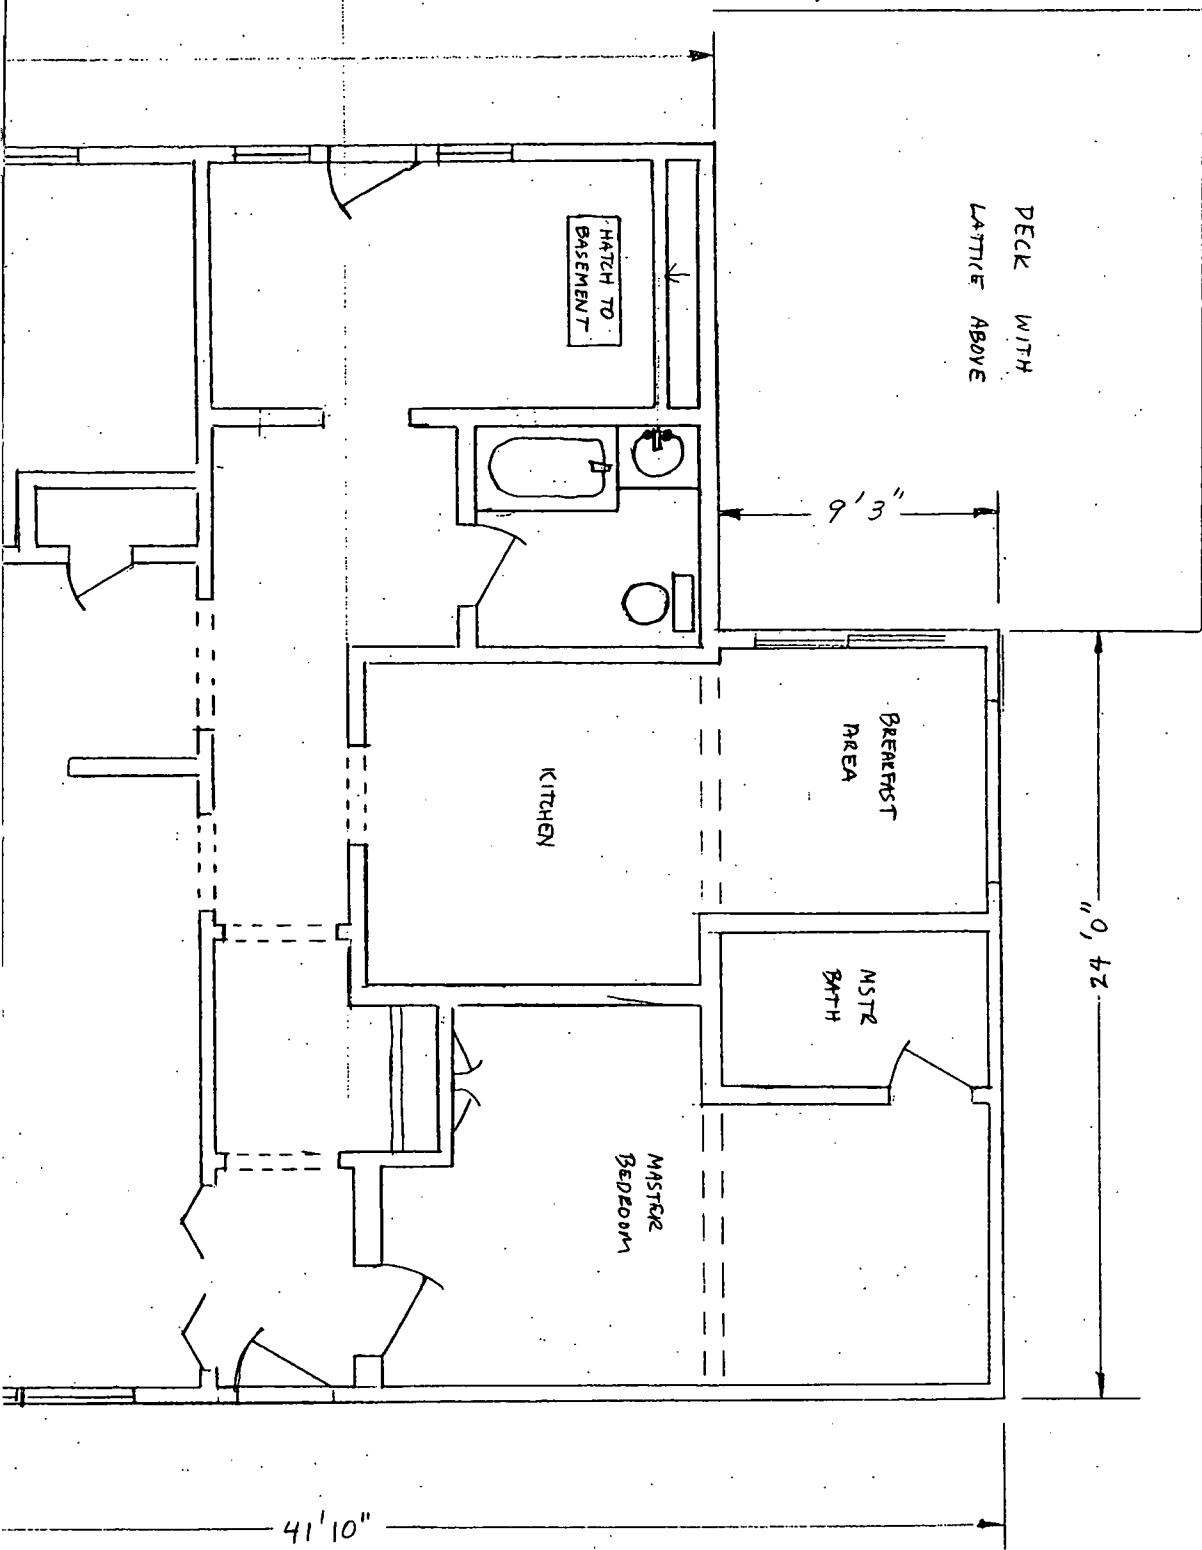 DECK WITH
LATTICE ABOVE
HATCH TO
BASEMENT
9'3"
BREAKFAST
AREA
KITCHEN
24'0"
MSTR
BATH
MASTER
BEDROOM
41'10"